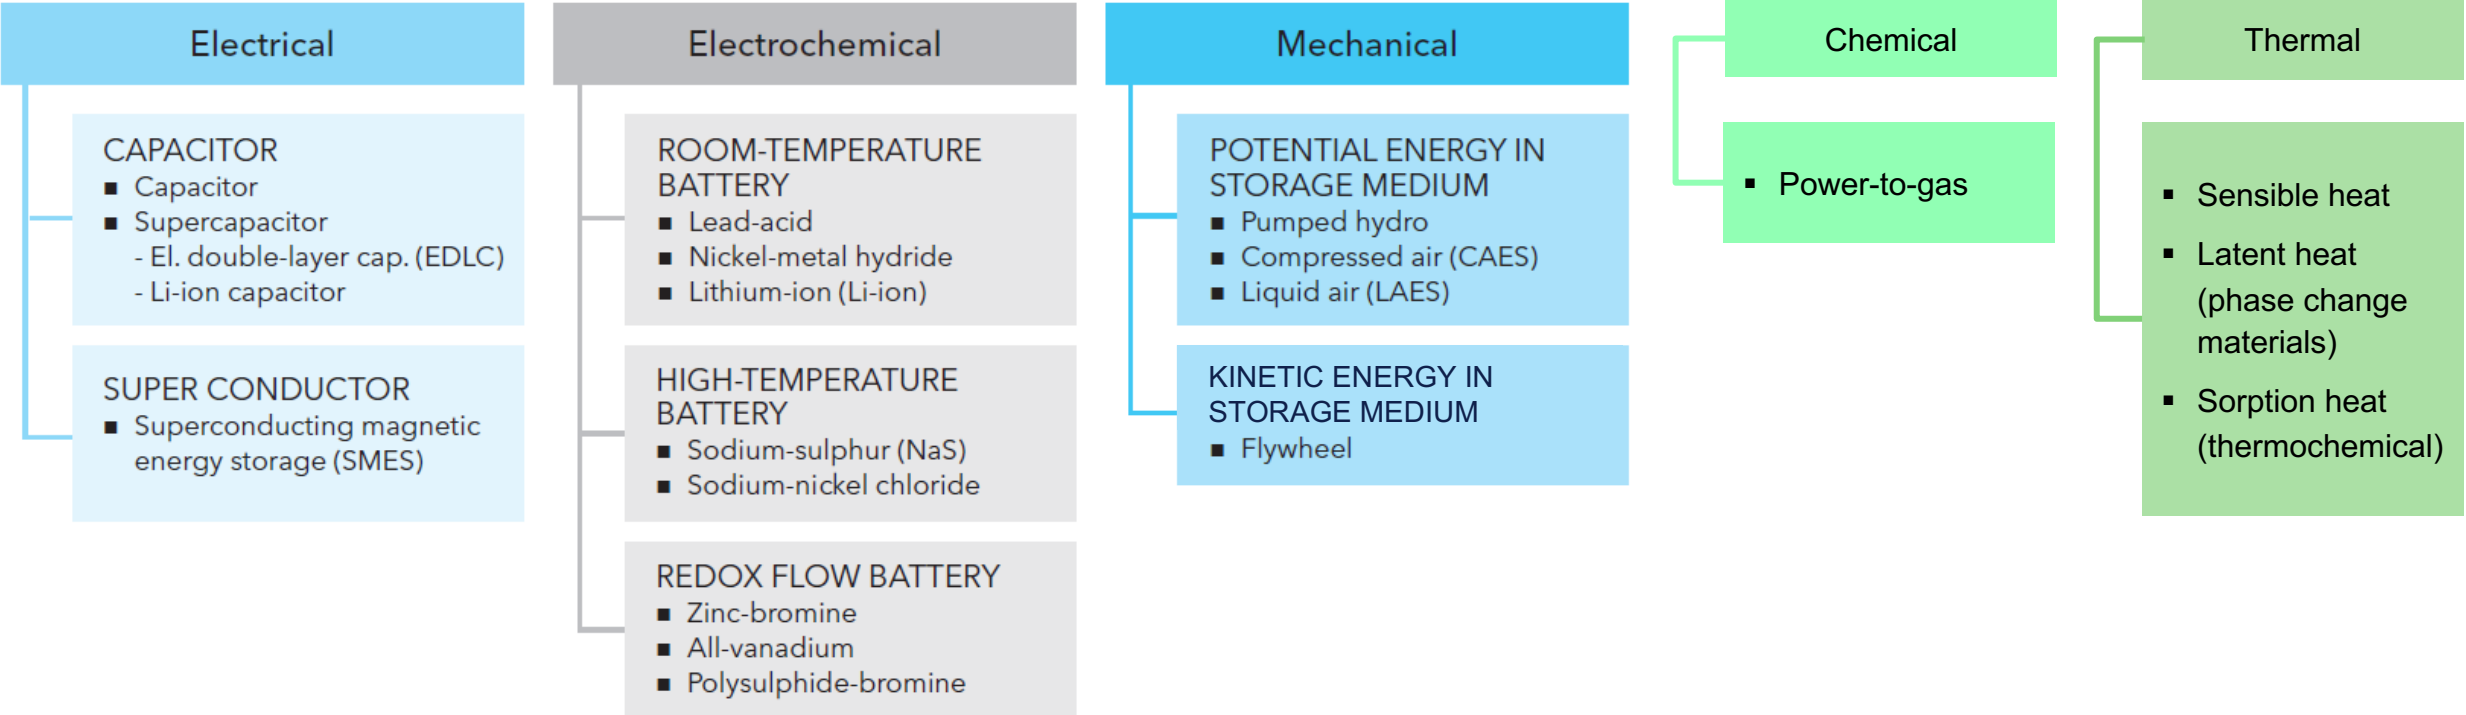 Electrical
CAPACITOR
▪ Capacitor
▪ Supercapacitor
- El. double-layer cap. (EDLC)
- Li-ion capacitor
SUPER CONDUCTOR
▪ Superconducting magnetic
energy storage (SMES)
Electrochemical
ROOM-TEMPERATURE
BATTERY
▪ Lead-acid
▪ Nickel-metal hydride
▪ Lithium-ion (Li-ion)
HIGH-TEMPERATURE
BATTERY
▪ Sodium-sulphur (NaS)
▪ Sodium-nickel chloride
REDOX FLOW BATTERY
▪ Zinc-bromine
▪ All-vanadium
▪ Polysulphide-bromine
Mechanical
POTENTIAL ENERGY IN
STORAGE MEDIUM
▪ Pumped hydro
▪ Compressed air (CAES)
▪ Liquid air (LAES)
KINETIC ENERGY IN
STORAGE MEDIUM
▪ Flywheel
Chemical
▪ Power-to-gas
Thermal
▪ Sensible heat
▪ Latent heat
(phase change
materials)
▪ Sorption heat
(thermochemical)